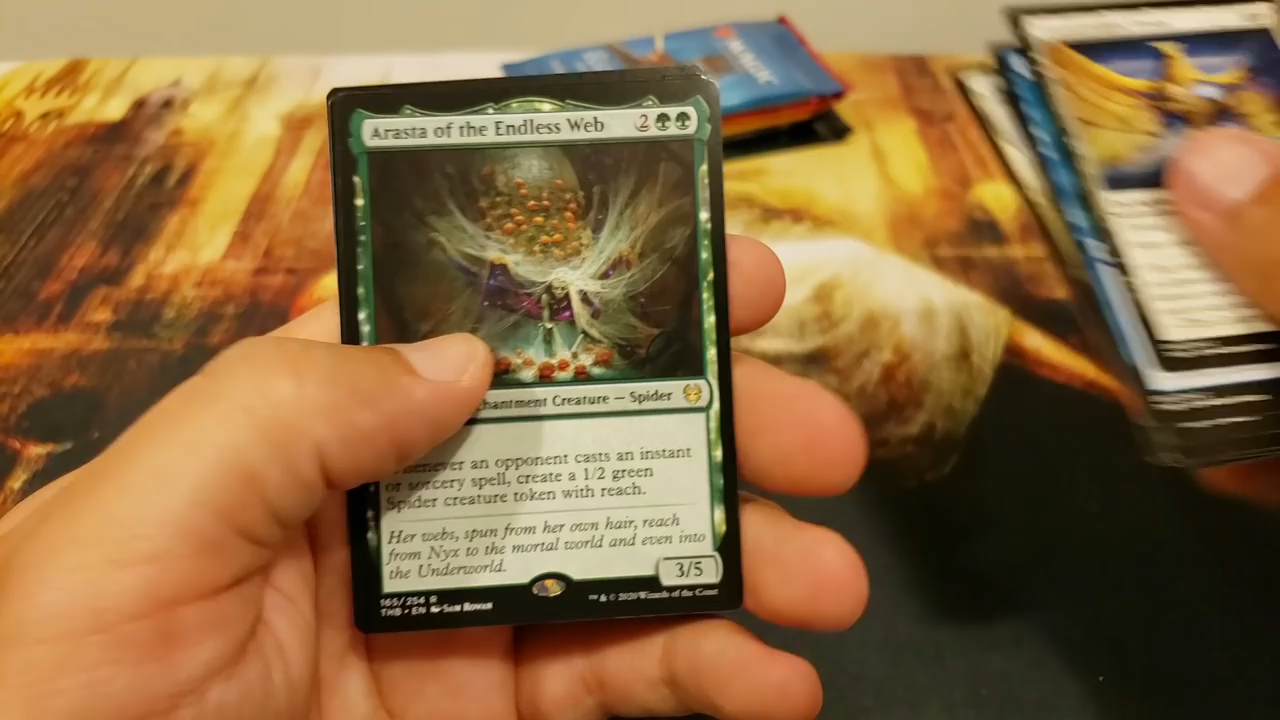 MAGIC
Arasta of the Endless Web 2
chantment Creature — Spider
henever an opponent casts an instant
or sorcery spell, create a 1/2 green
Spider creature token with reach.
Her webs, spun from her own hair, reach
from Nyx to the mortal world and even into
the Underworld.
3/5
165/254 R
THB • EN Sam Rowan
™ & © 2020 Wizards of the Coast